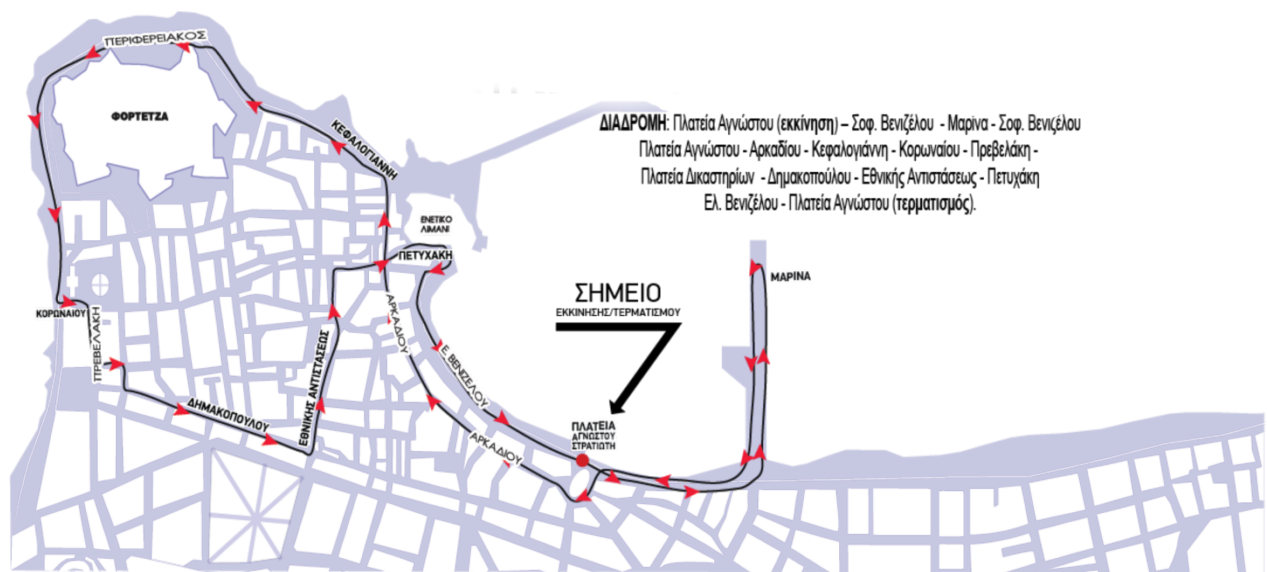 ΠΕΡΙΦΕΡΕΙΑΚΟΣ
ΦΟΡΤΕΤΖΑ
ΚΕΦΑΛΟΓΙΑΝΝΗ
ΔΙΑΔΡΟΜΗ: Πλατεία Αγνώστου (εκκίνηση) – Σοφ. Βενιζέλου - Μαρίνα - Σοφ. Βενιζέλου
Πλατεία Αγνώστου - Αρκαδίου - Κεφαλογιάννη - Κορωναίου - Πρεβελάκη -
Πλατεία Δικαστηρίων - Δημακοπούλου - Εθνικής Αντιστάσεως - Πετυχάκη
Ελ. Βενιζέλου - Πλατεία Αγνώστου (τερματισμός).
ΕΝΕΤΙΚΟ
ΛΙΜΑΝΙ
ΠΕΤΥΧΑΚΗ
ΜΑΡΙΝΑ
ΣΗΜΕΙΟ
ΕΚΚΙΝΗΣΗΣ/ΤΕΡΜΑΤΙΣΜΟΥ
ΚΟΡΩΝΑΙΟΥ
ΠΡΕΒΕΛΑΚΗ
ΑΡΚΑΔΙΟΥ
Ε. ΒΕΝΙΖΕΛΟΥ
ΕΘΝΙΚΗΣ ΑΝΤΙΣΤΑΣΕΩΣ
ΔΗΜΑΚΟΠΟΥΛΟΥ
ΑΡΚΑΔΙΟΥ
ΠΛΑΤΕΙΑ
ΑΓΝΩΣΤΟΥ
ΣΤΡΑΤΙΩΤΗ